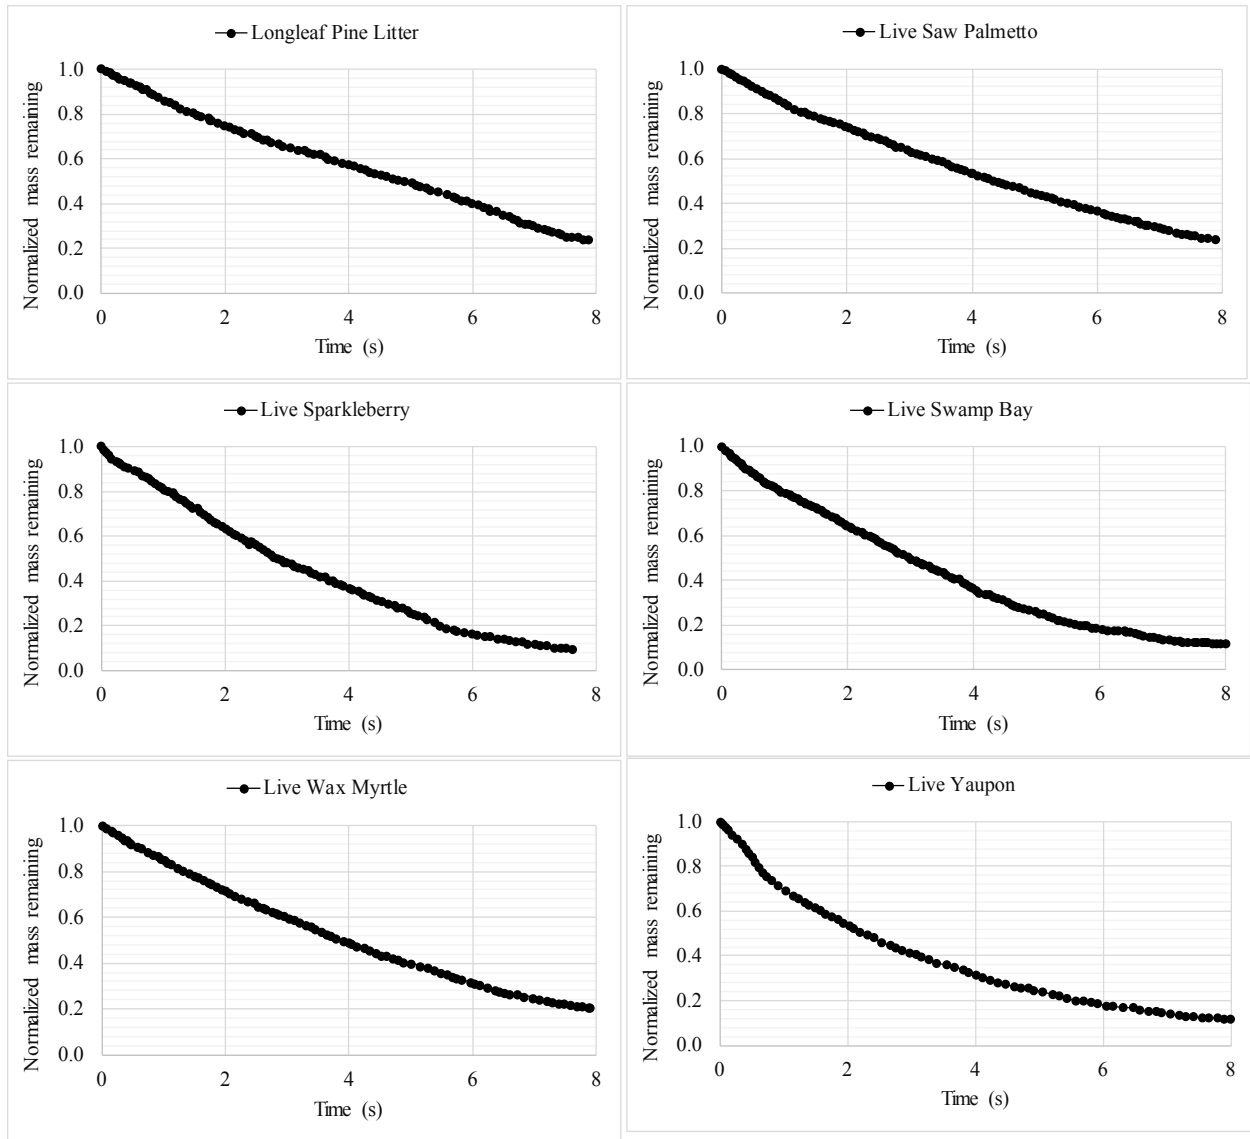 Longleaf Pine Litter
Normalized mass remaining
1.0
0.8
0.6
0.4
0.2
0.0
0 2 4 6 8
Time (s)
Live Saw Palmetto
Normalized mass remaining
1.0
0.8
0.6
0.4
0.2
0.0
0 2 4 6 8
Time (s)
Live Sparkleberry
Normalized mass remaining
1.0
0.8
0.6
0.4
0.2
0.0
0 2 4 6 8
Time (s)
Live Swamp Bay
Normalized mass remaining
1.0
0.8
0.6
0.4
0.2
0.0
0 2 4 6 8
Time (s)
Live Wax Myrtle
Normalized mass remaining
1.0
0.8
0.6
0.4
0.2
0.0
0 2 4 6 8
Time (s)
Live Yaupon
Normalized mass remaining
1.0
0.8
0.6
0.4
0.2
0.0
0 2 4 6 8
Time (s)